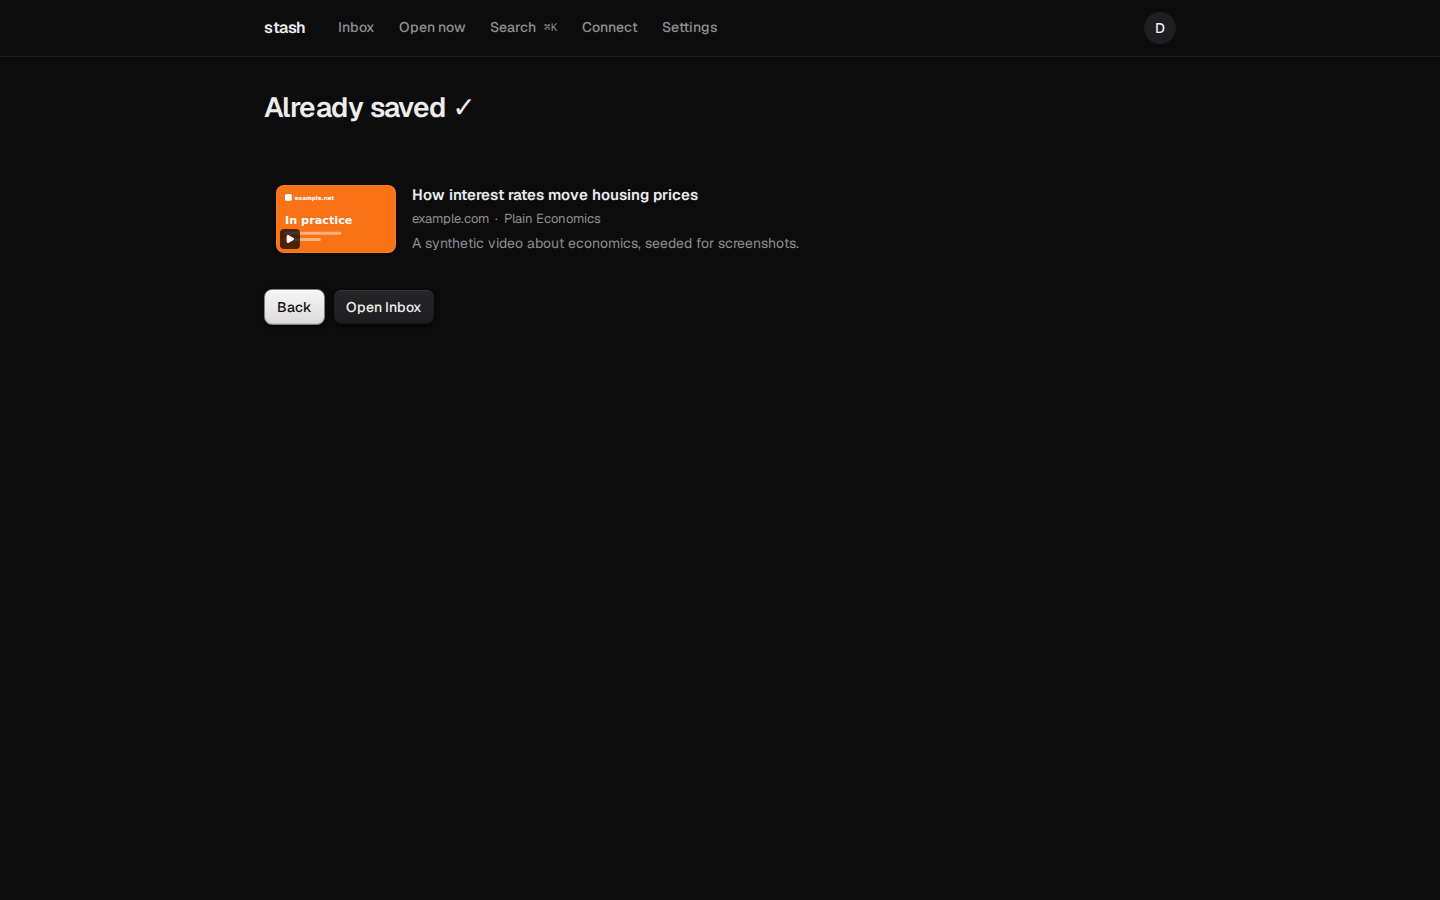 stash Inbox Open now Search ⌘K Connect Settings D
Already saved ✓
example.net
In practice
How interest rates move housing prices
example.com · Plain Economics
A synthetic video about economics, seeded for screenshots.
Back Open Inbox